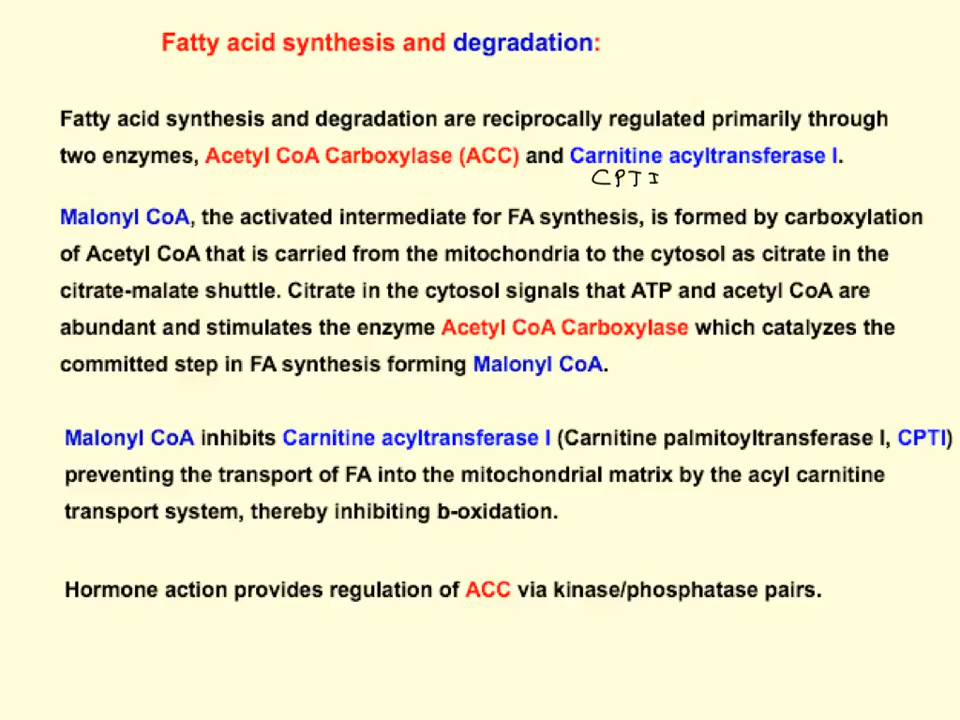 Fatty acid synthesis and degradation:
Fatty acid synthesis and degradation are reciprocally regulated primarily through
two enzymes, Acetyl CoA Carboxylase (ACC) and Carnitine acyltransferase I.
CPTI
Malonyl CoA, the activated intermediate for FA synthesis, is formed by carboxylation
of Acetyl CoA that is carried from the mitochondria to the cytosol as citrate in the
citrate-malate shuttle. Citrate in the cytosol signals that ATP and acetyl CoA are
abundant and stimulates the enzyme Acetyl CoA Carboxylase which catalyzes the
committed step in FA synthesis forming Malonyl CoA.
Malonyl CoA inhibits Carnitine acyltransferase I (Carnitine palmitoyltransferase I, CPTI)
preventing the transport of FA into the mitochondrial matrix by the acyl carnitine
transport system, thereby inhibiting b-oxidation.
Hormone action provides regulation of ACC via kinase/phosphatase pairs.